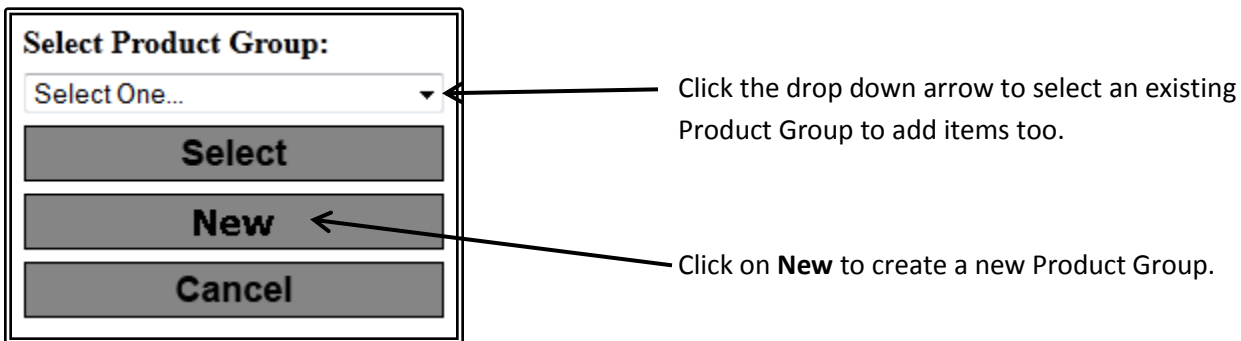 Select Product Group:
Select One...
Click the drop down arrow to select an existing
Product Group to add items too.
Select
New
Click on New to create a new Product Group.
Cancel